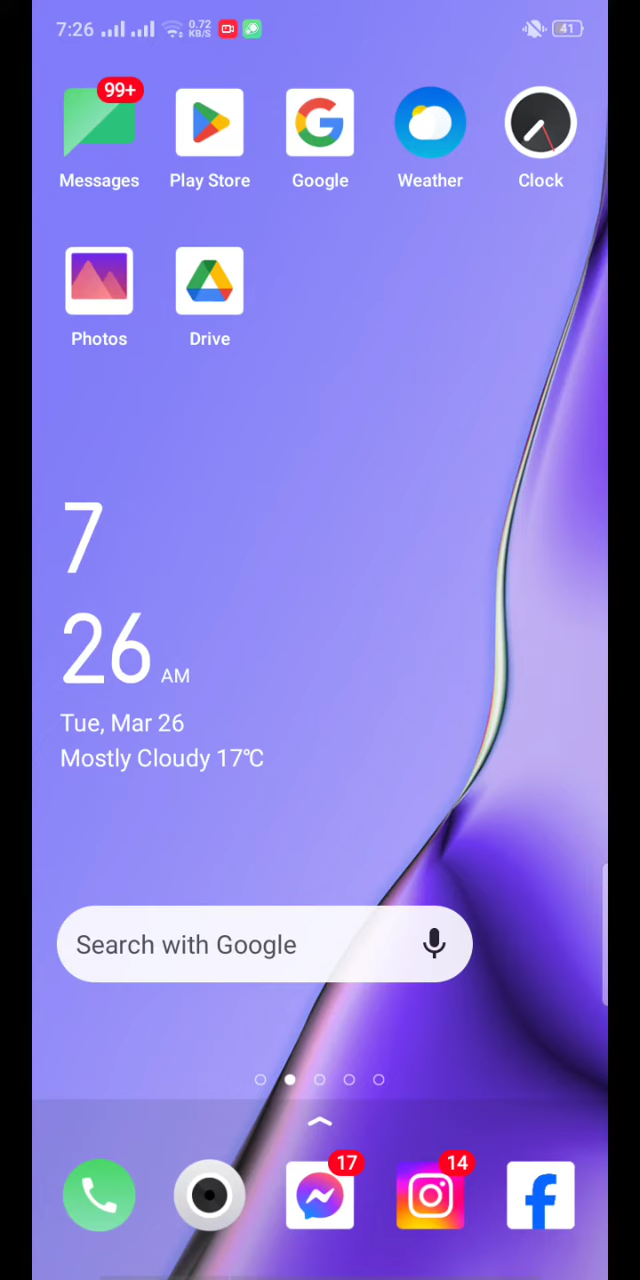 7:26 0.72 KB/S 41
99+
Messages Play Store Google Weather Clock
Photos Drive
7
26 AM
Tue, Mar 26
Mostly Cloudy 17℃
Search with Google
17 14